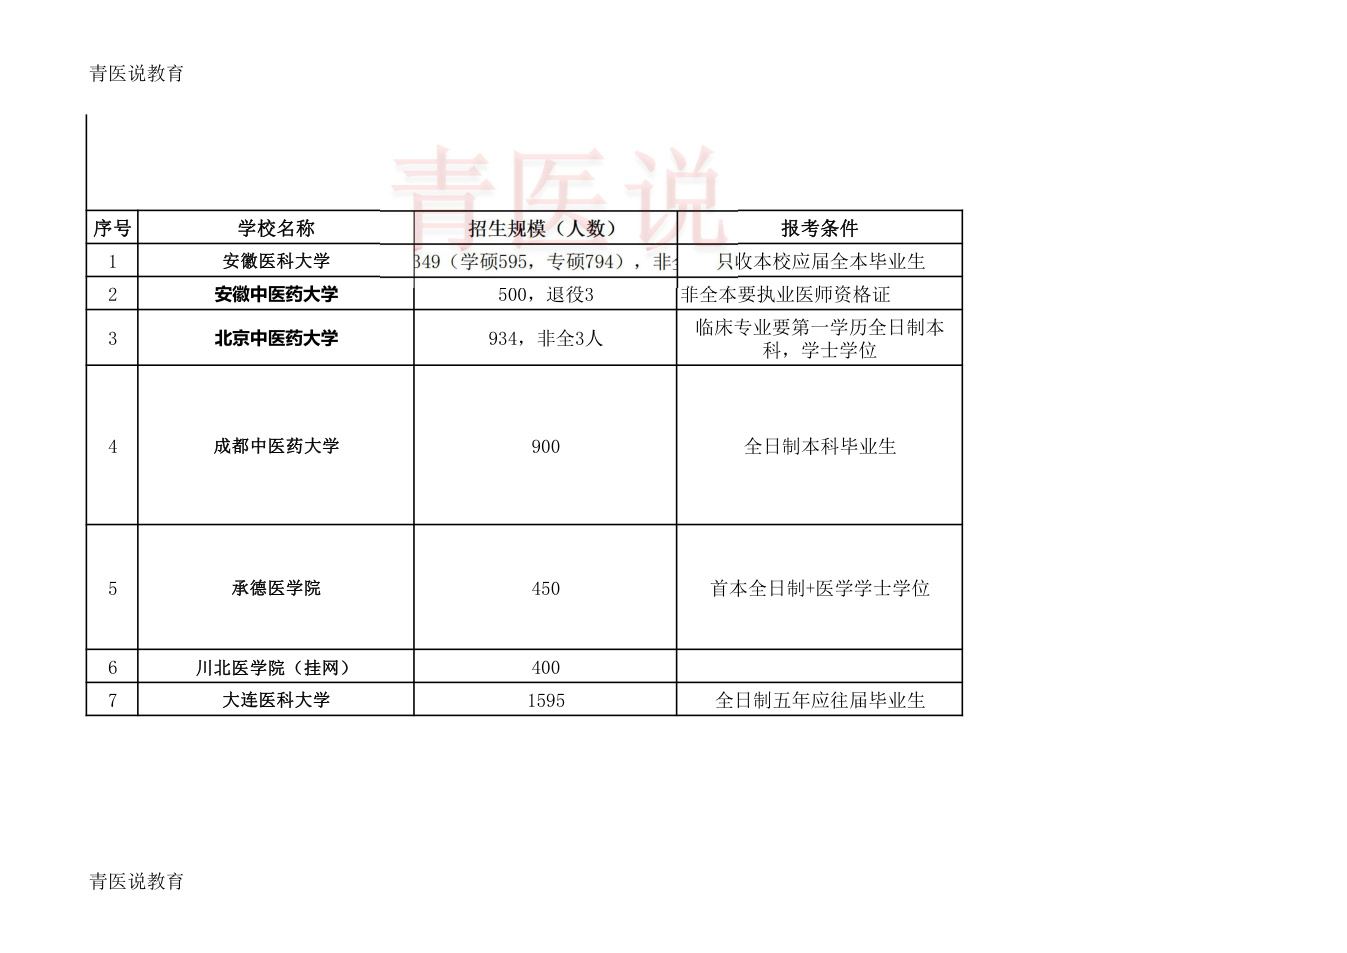 青医说教育
青医说
序号 学校名称 招生规模（人数） 报考条件
1 安徽医科大学 349（学硕595，专硕794），非 只收本校应届全本毕业生
2 安徽中医药大学 500，退役3 非全本要执业医师资格证
3 北京中医药大学 934，非全3人 临床专业要第一学历全日制本
科，学士学位
4 成都中医药大学 900 全日制本科毕业生
5 承德医学院 450 首本全日制+医学学士学位
6 川北医学院（挂网） 400
7 大连医科大学 1595 全日制五年应往届毕业生
青医说教育